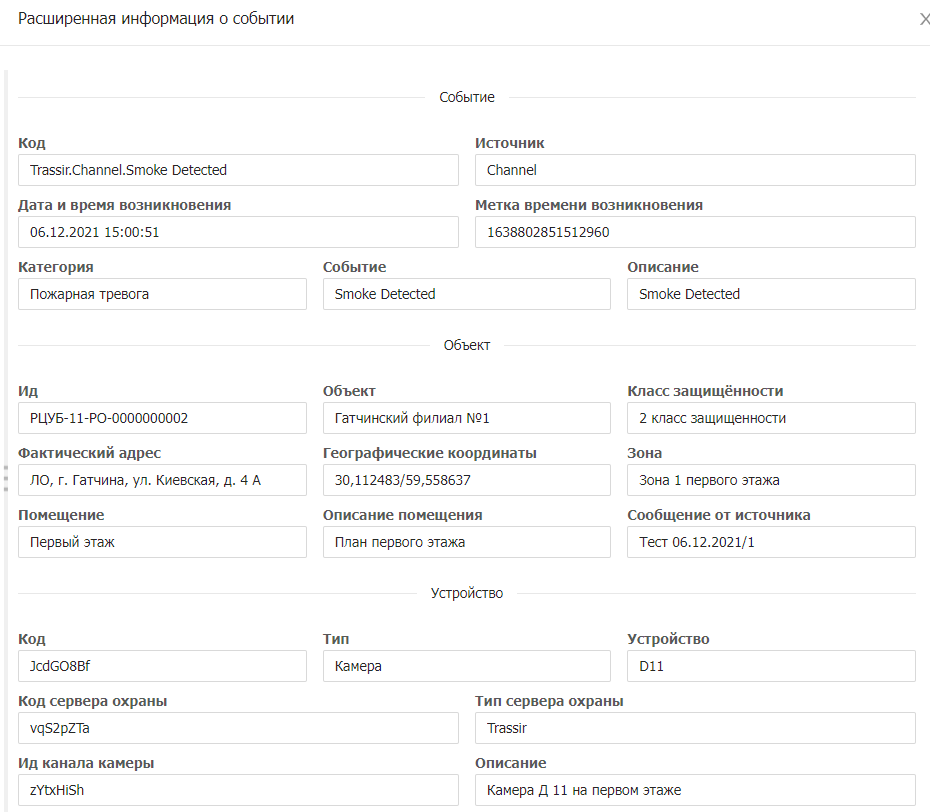 Расширенная информация о событии
Событие
Код Источник
Trassir.Channel.Smoke Detected Channel
Дата и время возникновения Метка времени возникновения
06.12.2021 15:00:51 1638802851512960
Категория Событие Описание
Пожарная тревога Smoke Detected Smoke Detected
Объект
Ид Объект Класс защищённости
РЦУБ-11-РО-0000000002 Гатчинский филиал №1 2 класс защищенности
Фактический адрес Географические координаты Зона
ЛО, г. Гатчина, ул. Киевская, д. 4 А 30,112483/59,558637 Зона 1 первого этажа
Помещение Описание помещения Сообщение от источника
Первый этаж План первого этажа Тест 06.12.2021/1
Устройство
Код Тип Устройство
JcdGO8Bf Камера D11
Код сервера охраны Тип сервера охраны
vqS2pZTa Trassir
Ид канала камеры Описание
zYtxHiSh Камера Д 11 на первом этаже